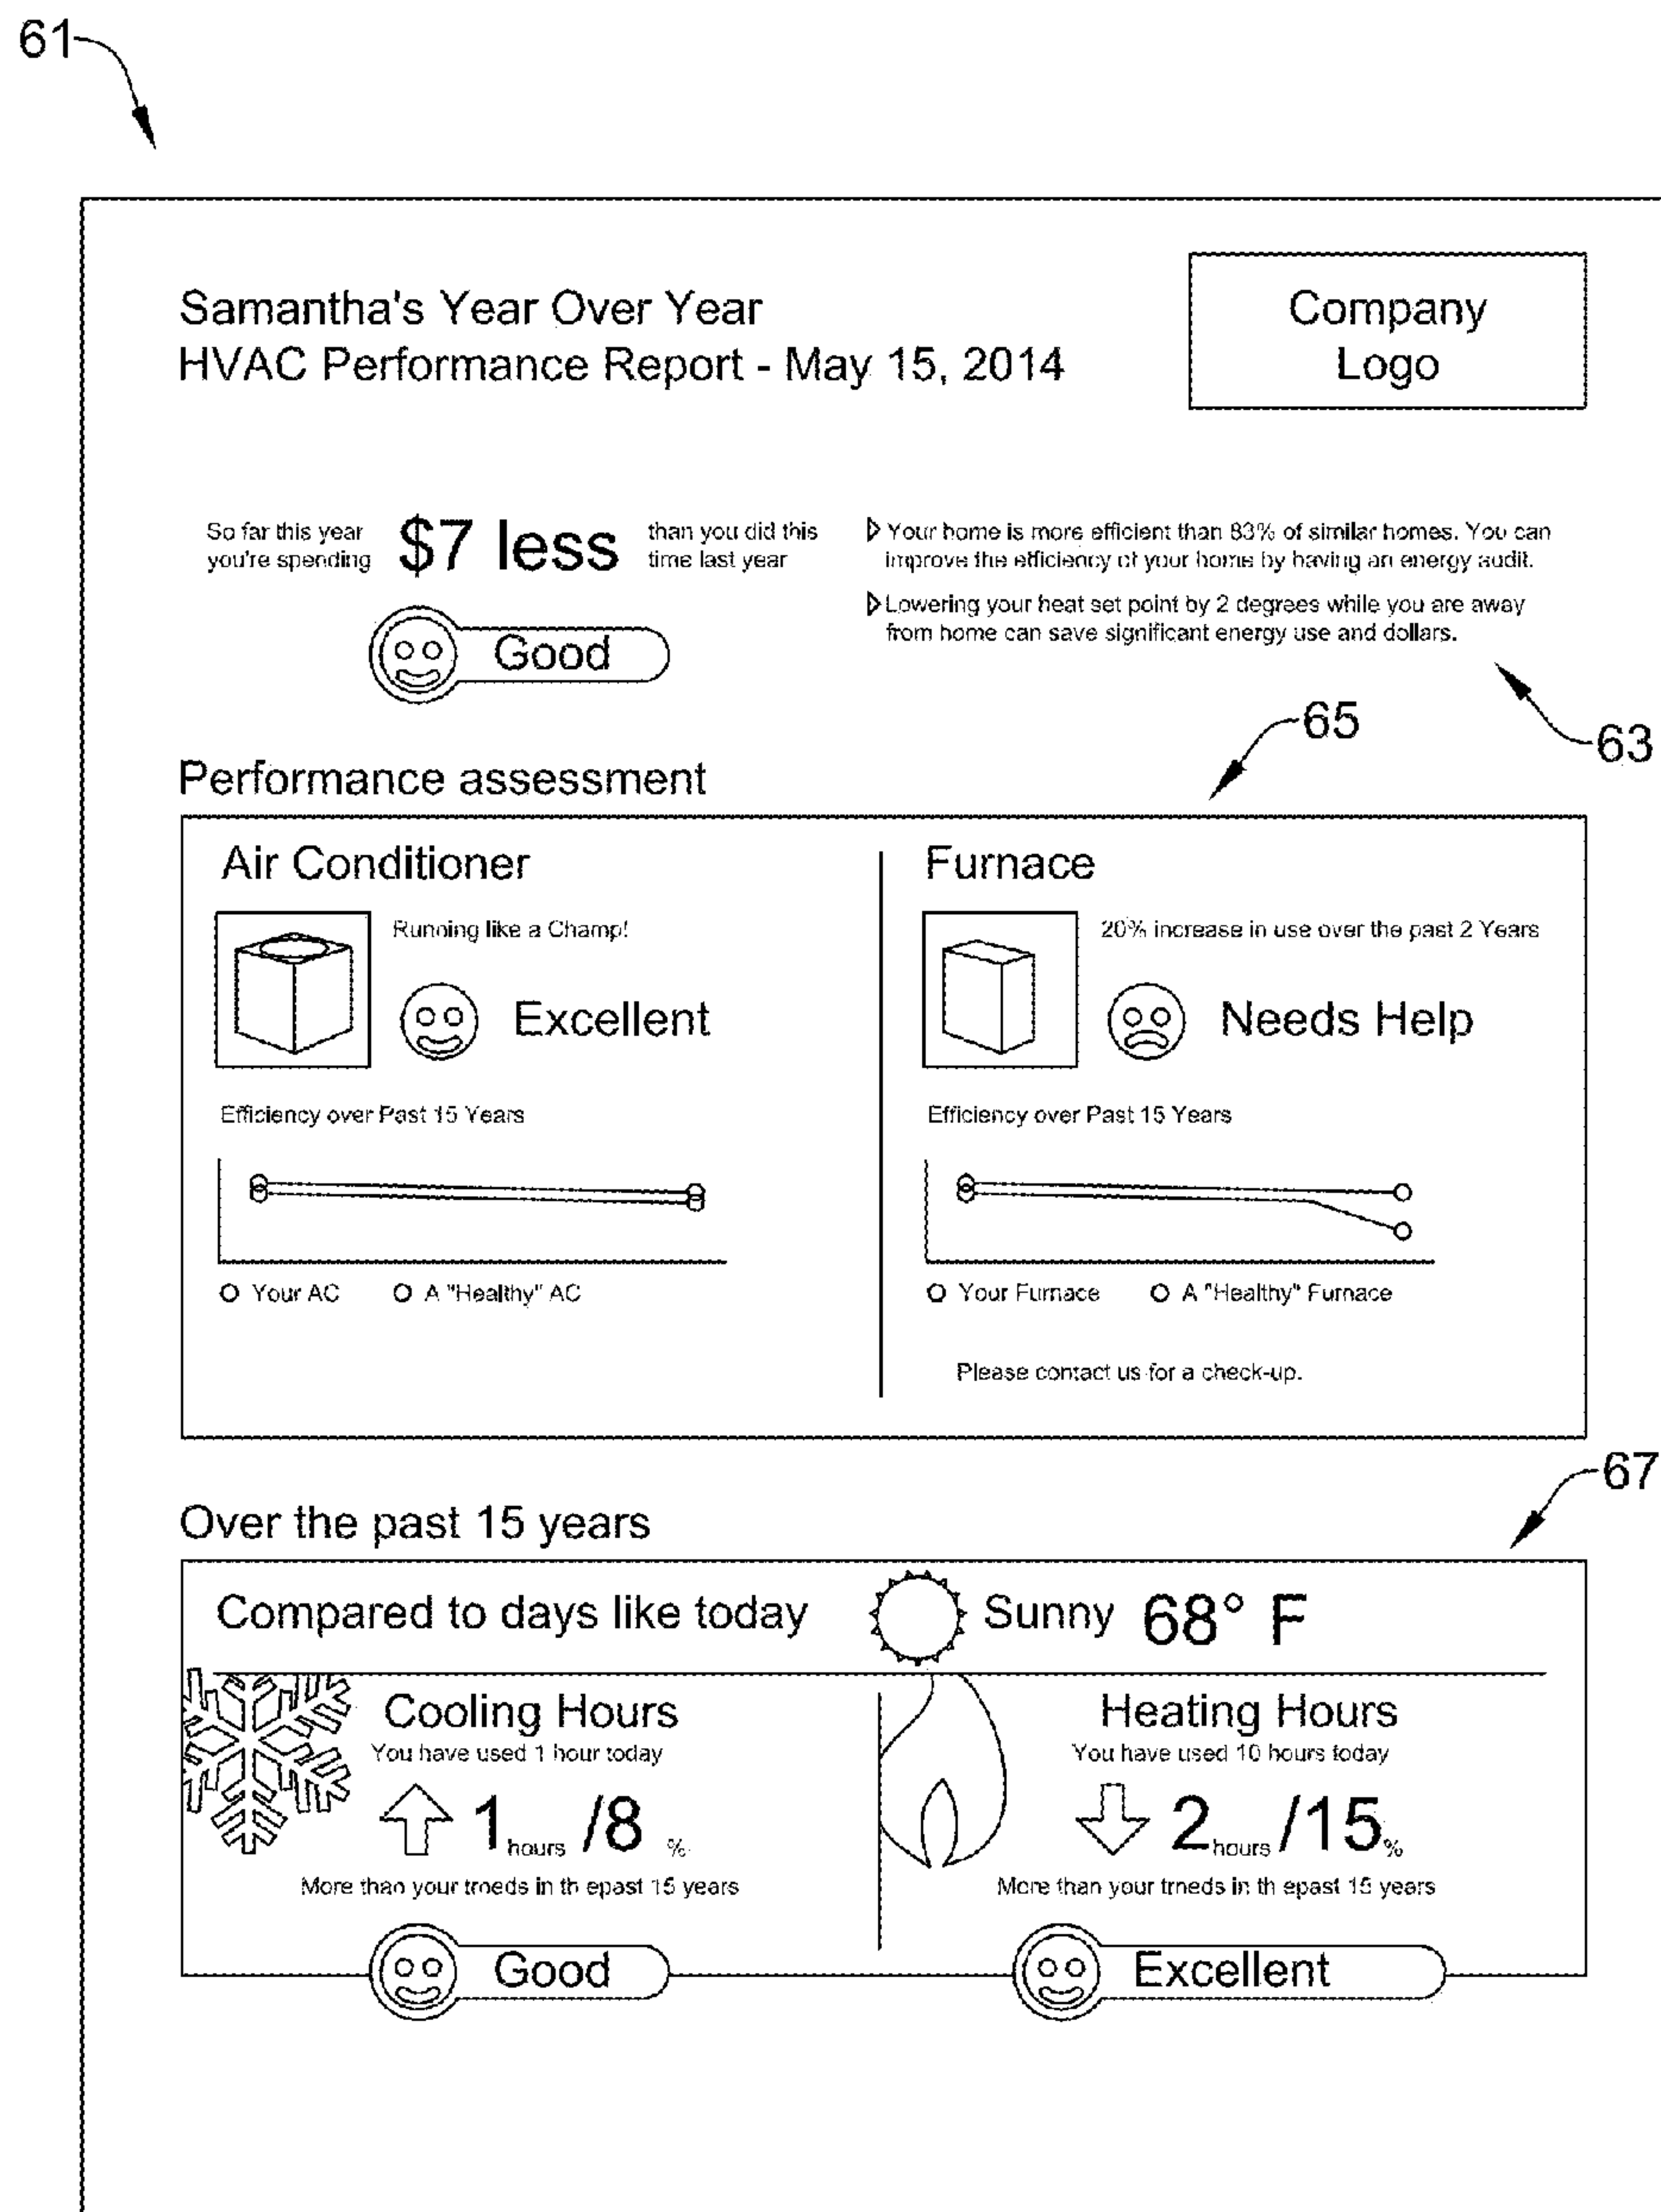 61
Samantha's Year Over Year
HVAC Performance Report - May 15, 2014
Company
Logo
So far this year
you're spending
$7 less
than you did this
time last year
Good
Your home is more efficient than 83% of similar homes. You can
improve the efficiency of your home by having an energy audit.
Lowering your heat set point by 2 degrees while you are away
from home can save significant energy use and dollars.
63
65
Performance assessment
Air Conditioner
Running like a Champ!
Excellent
Efficiency over Past 15 Years
Your AC
A "Healthy" AC
Furnace
20% increase in use over the past 2 Years
Needs Help
Efficiency over Past 15 Years
Your Furnace
A "Healthy" Furnace
Please contact us for a check-up.
67
Over the past 15 years
Compared to days like today
Sunny 68° F
Cooling Hours
You have used 1 hour today
1 hours /8 %
More than your trneds in th epast 15 years
Good
Heating Hours
You have used 10 hours today
2 hours /15 %
More than your trneds in th epast 15 years
Excellent